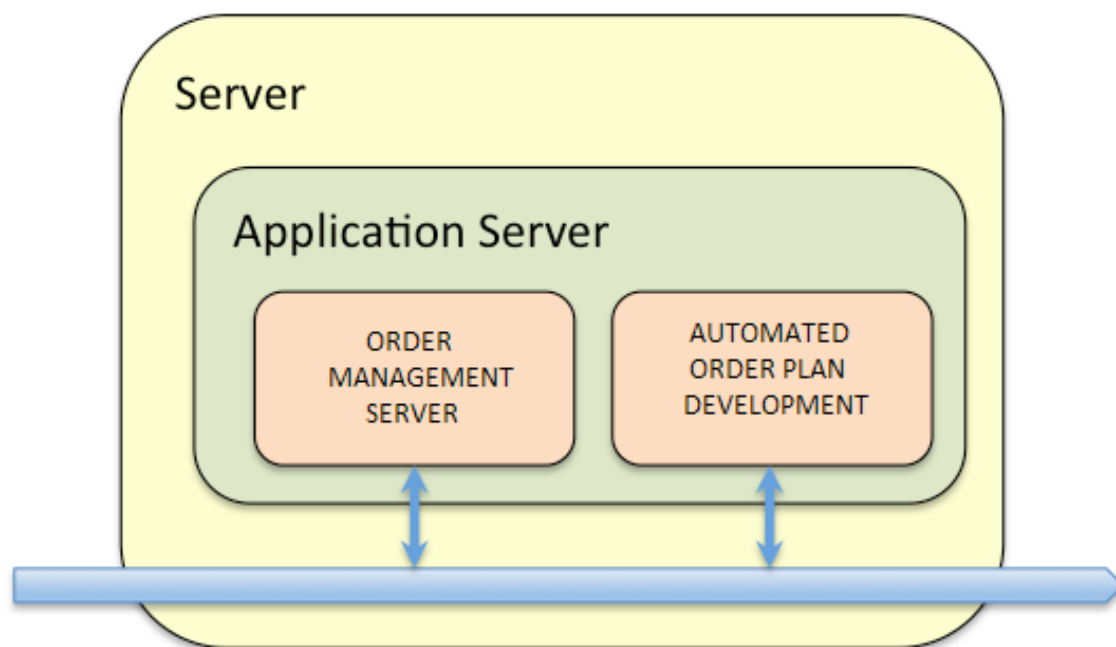 Server
Application Server
ORDER
MANAGEMENT
SERVER
AUTOMATED
ORDER PLAN
DEVELOPMENT